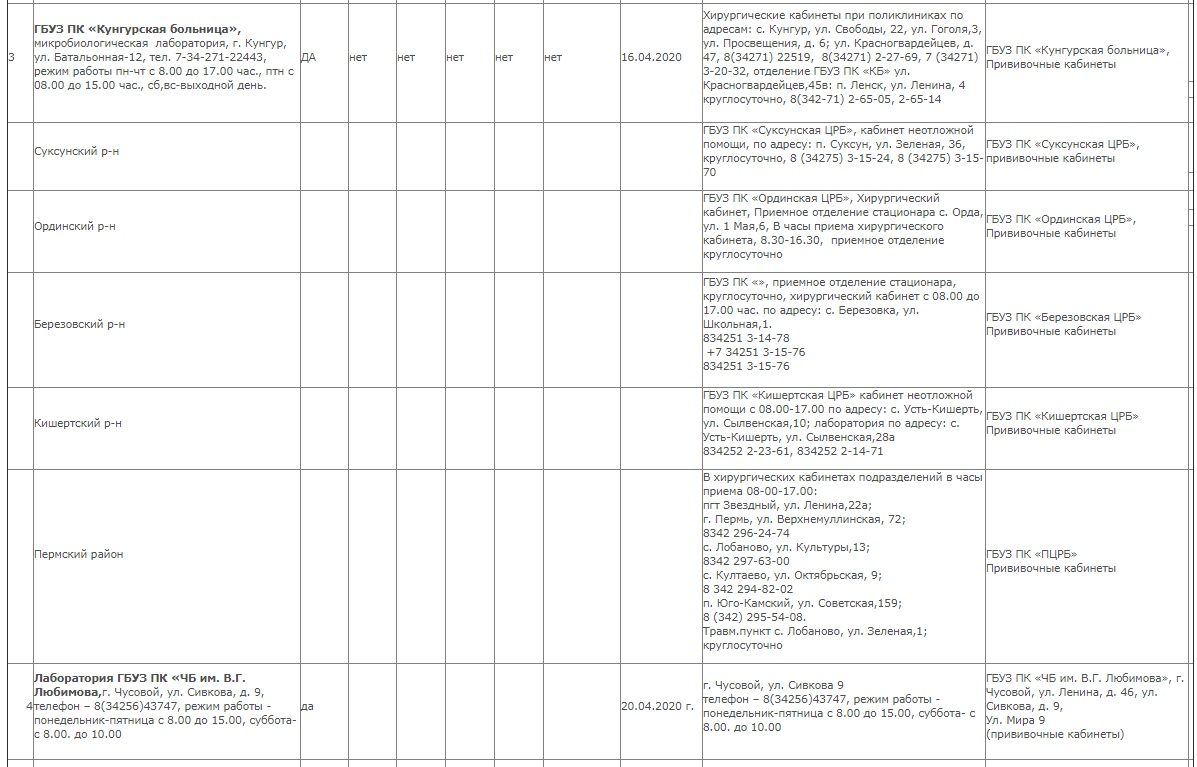 3
ГБУЗ ПК «Кунгурская больница»,
микробиологическая лаборатория, г. Кунгур,
ул. Батальонная-12, тел. 7-34-271-22443,
режим работы пн-чт с 8.00 до 17.00 час., птн с
08.00 до 15.00 час., сб,вс-выходной день.
ДА
нет
нет
нет
нет
нет
16.04.2020
Хирургические кабинеты при поликлиниках по
адресам: с. Кунгур, ул. Свободы, 22, ул. Гоголя,3,
ул. Просвещения, д. 6; ул. Красногвардейцев, д.
47, 8(34271) 22519, 8(34271) 2-27-69, 7 (34271)
3-20-32, отделение ГБУЗ ПК «КБ» ул.
Красногвардейцев,45в: п. Ленск, ул. Ленина, 4
круглосуточно, 8(342-71) 2-65-05, 2-65-14
ГБУЗ ПК «Кунгурская больница»,
Прививочные кабинеты
Суксунский р-н
ГБУЗ ПК «Суксунская ЦРБ», кабинет неотложной
помощи, по адресу: п. Суксун, ул. Зеленая, 36,
круглосуточно, 8 (34275) 3-15-24, 8 (34275) 3-15-
70
ГБУЗ ПК «Суксунская ЦРБ»,
прививочные кабинеты
Ординский р-н
ГБУЗ ПК «Ординская ЦРБ», Хирургический
кабинет, Приемное отделение стационара с. Орда,
ул. 1 Мая,6, В часы приема хирургического
кабинета, 8.30-16.30, приемное отделение
круглосуточно
ГБУЗ ПК «Ординская ЦРБ»,
Прививочные кабинеты
Березовский р-н
ГБУЗ ПК «», приемное отделение стационара,
круглосуточно, хирургический кабинет с 08.00 до
17.00 час. по адресу: с. Березовка, ул.
Школьная,1.
834251 3-14-78
+7 34251 3-15-76
834251 3-15-76
ГБУЗ ПК «Березовская ЦРБ»
Прививочные кабинеты
Кишертский р-н
ГБУЗ ПК «Кишертская ЦРБ» кабинет неотложной
помощи с 08.00-17.00 по адресу: с. Усть-Кишерть,
ул. Сылвенская,10; лаборатория по адресу: с.
Усть-Кишерть, ул. Сылвенская,28а
834252 2-23-61, 834252 2-14-71
ГБУЗ ПК «Кишертская ЦРБ»
Прививочные кабинеты
Пермский район
В хирургических кабинетах подразделений в часы
приема 08-00-17.00:
пгт Звездный, ул. Ленина,22а;
г. Пермь, ул. Верхнемуллинская, 72;
8342 296-24-74
с. Лобаново, ул. Культуры,13;
8342 297-63-00
с. Култаево, ул. Октябрьская, 9;
8 342 294-82-02
п. Юго-Камский, ул. Советская,159;
8 (342) 295-54-08.
Травм.пункт с. Лобаново, ул. Зеленая,1;
круглосуточно
ГБУЗ ПК «ПЦРБ»
Прививочные кабинеты
4
Лаборатория ГБУЗ ПК «ЧБ им. В.Г.
Любимова,г. Чусовой, ул. Сивкова, д. 9,
телефон – 8(34256)43747, режим работы -
понедельник-пятница с 8.00 до 15.00, суббота-
с 8.00. до 10.00
да
20.04.2020 г.
г. Чусовой, ул. Сивкова 9
телефон – 8(34256)43747, режим работы -
понедельник-пятница с 8.00 до 15.00, суббота- с
8.00. до 10.00
ГБУЗ ПК «ЧБ им. В.Г. Любимова», г.
Чусовой, ул. Ленина, д. 46, ул.
Сивкова, д. 9,
Ул. Мира 9
(прививочные кабинеты)